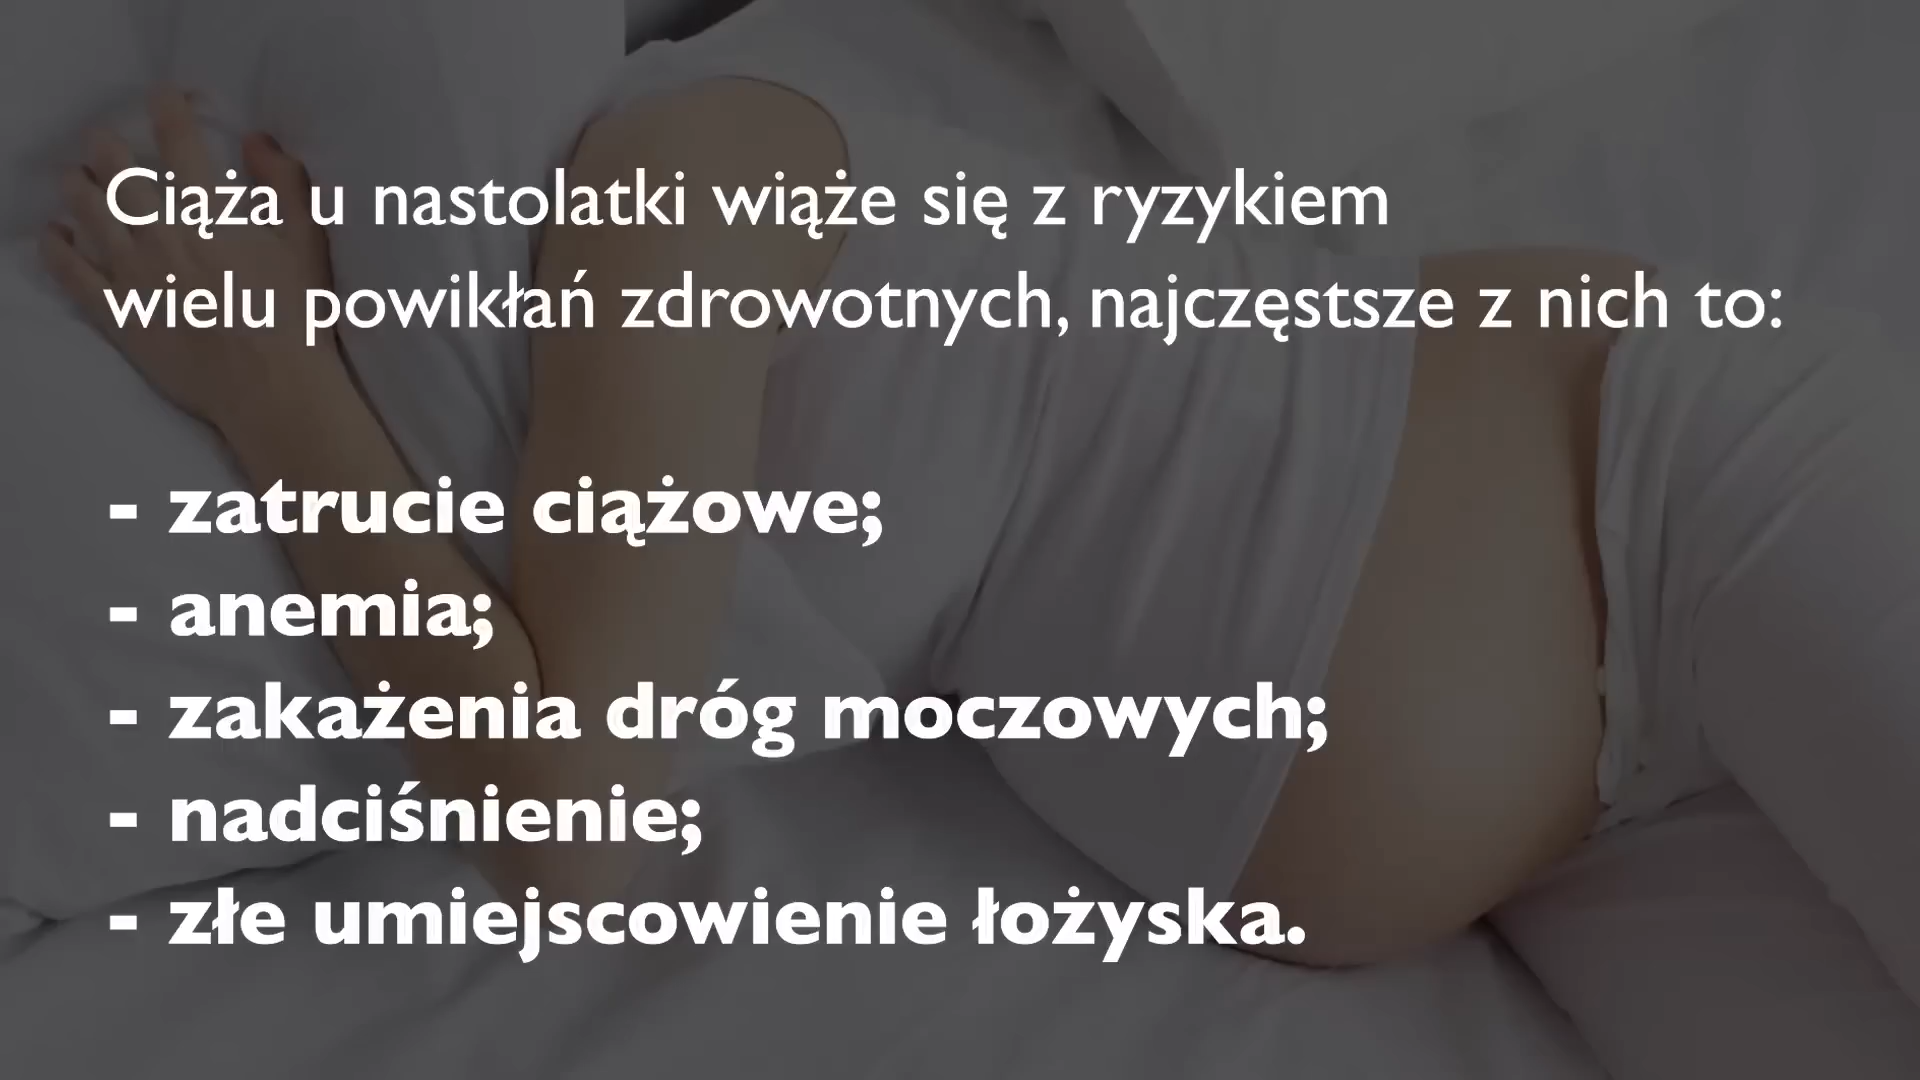 Ciąża u nastolatki wiąże się z ryzykiem
wielu powikłań zdrowotnych, najczęstsze z nich to:
- zatrucie ciążowe;
- anemia;
- zakażenia dróg moczowych;
- nadciśnienie;
- złe umiejscowienie łożyska.